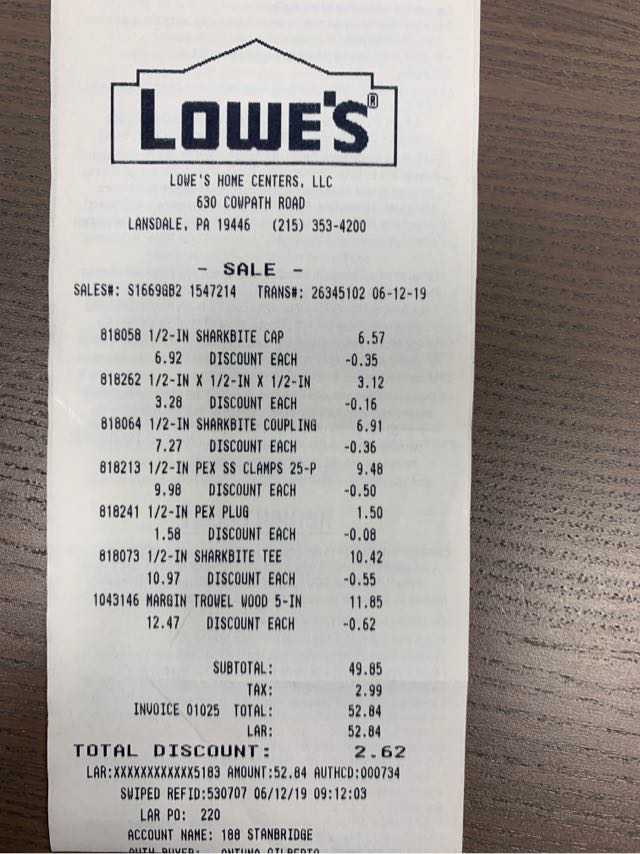 LOWE'S®
LOWE'S HOME CENTERS, LLC
630 COWPATH ROAD
LANSDALE, PA 19446 (215) 353-4200
- SALE -
SALES#: S1669GB2 1547214 TRANS#: 26345102 06-12-19
818058 1/2-IN SHARKBITE CAP 6.57
6.92 DISCOUNT EACH -0.35
818262 1/2-IN X 1/2-IN X 1/2-IN 3.12
3.28 DISCOUNT EACH -0.16
818064 1/2-IN SHARKBITE COUPLING 6.91
7.27 DISCOUNT EACH -0.36
818213 1/2-IN PEX SS CLAMPS 25-P 9.48
9.98 DISCOUNT EACH -0.50
818241 1/2-IN PEX PLUG 1.50
1.58 DISCOUNT EACH -0.08
818073 1/2-IN SHARKBITE TEE 10.42
10.97 DISCOUNT EACH -0.55
1043146 MARGIN TROWEL WOOD 5-IN 11.85
12.47 DISCOUNT EACH -0.62
SUBTOTAL: 49.85
TAX: 2.99
INVOICE 01025 TOTAL: 52.84
LAR: 52.84
TOTAL DISCOUNT: 2.62
LAR:XXXXXXXXXXXX5183 AMOUNT:52.84 AUTHCD:000734
SWIPED REFID:530707 06/12/19 09:12:03
LAR PO: 220
ACCOUNT NAME: 188 STANBRIDGE
AUTH BUYER: